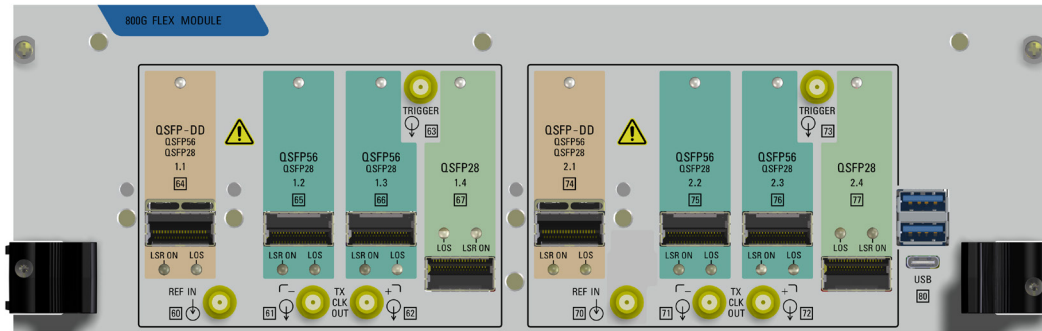 800G FLEX MODULE
TRIGGER
63
QSFP-DD
QSFP56
QSFP28
1.1
64
QSFP56
QSFP28
1.2
65
QSFP56
QSFP28
1.3
66
QSFP28
1.4
67
LOS LSR ON
LSR ON LOS
LSR ON LOS
LSR ON LOS
REF IN
60
61
−
TX
CLK
OUT
+
62
TRIGGER
73
QSFP-DD
QSFP56
QSFP28
2.1
74
QSFP56
QSFP28
2.2
75
QSFP56
QSFP28
2.3
76
QSFP28
2.4
77
LOS LSR ON
LSR ON LOS
LSR ON LOS
LSR ON LOS
REF IN
70
71
−
TX
CLK
OUT
+
72
USB
80